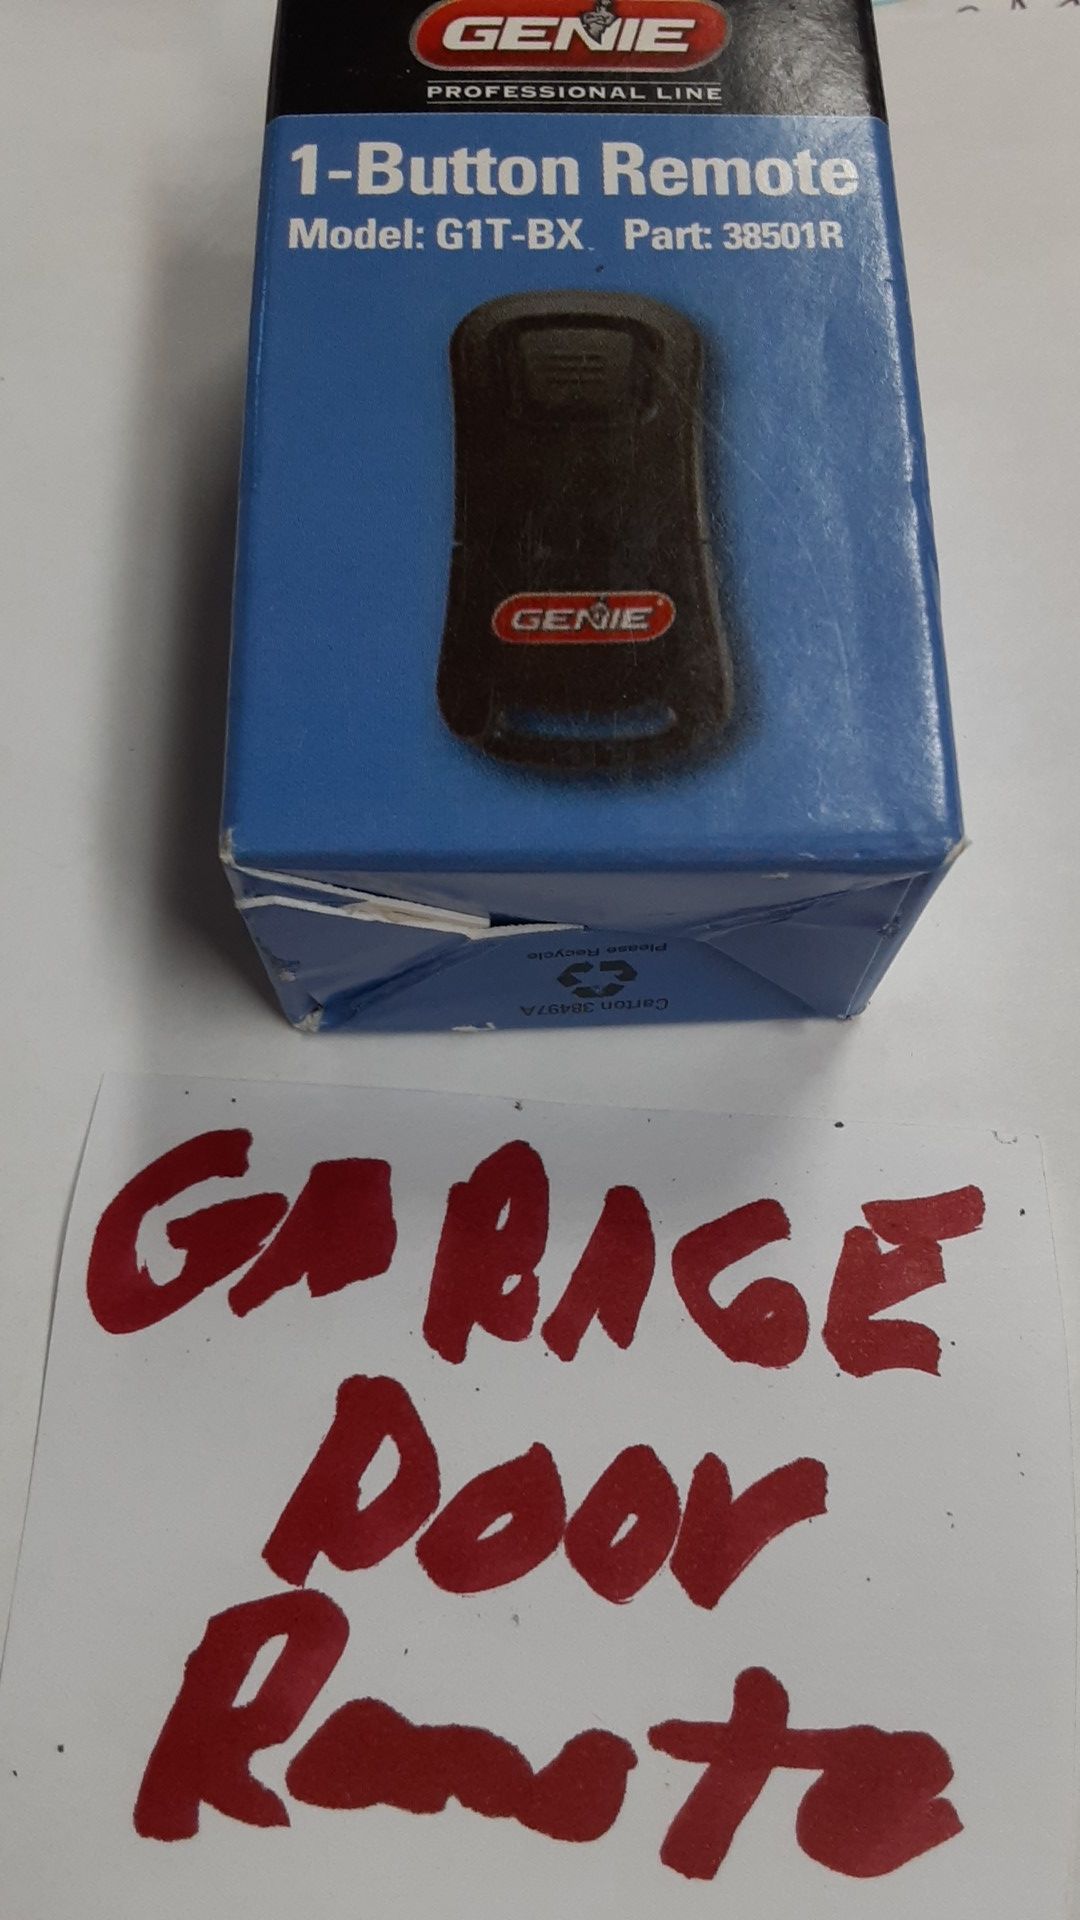 GENIE
PROFESSIONAL LINE
1-Button Remote
Model: G1T-BX Part: 38501R
GENIE®
Please Recycle
Carton 38497A
GARAGE
Door
Remote